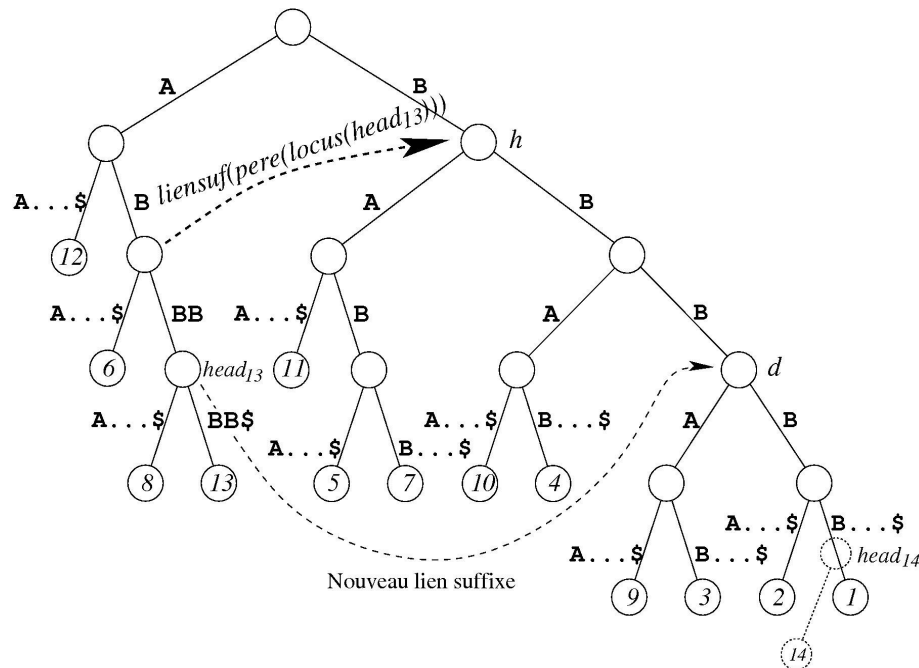 A
B
liensuf(pere(locus(head13)))
h
A...$
B
A
B
12
A...$
BB
A...$
B
A
B
6
head13
11
d
A...$
BB$
A...$
B...$
A...$
B...$
A
B
8
13
5
7
10
4
A...$
B...$
A...$
B...$
head14
Nouveau lien suffixe
9
3
2
1
14